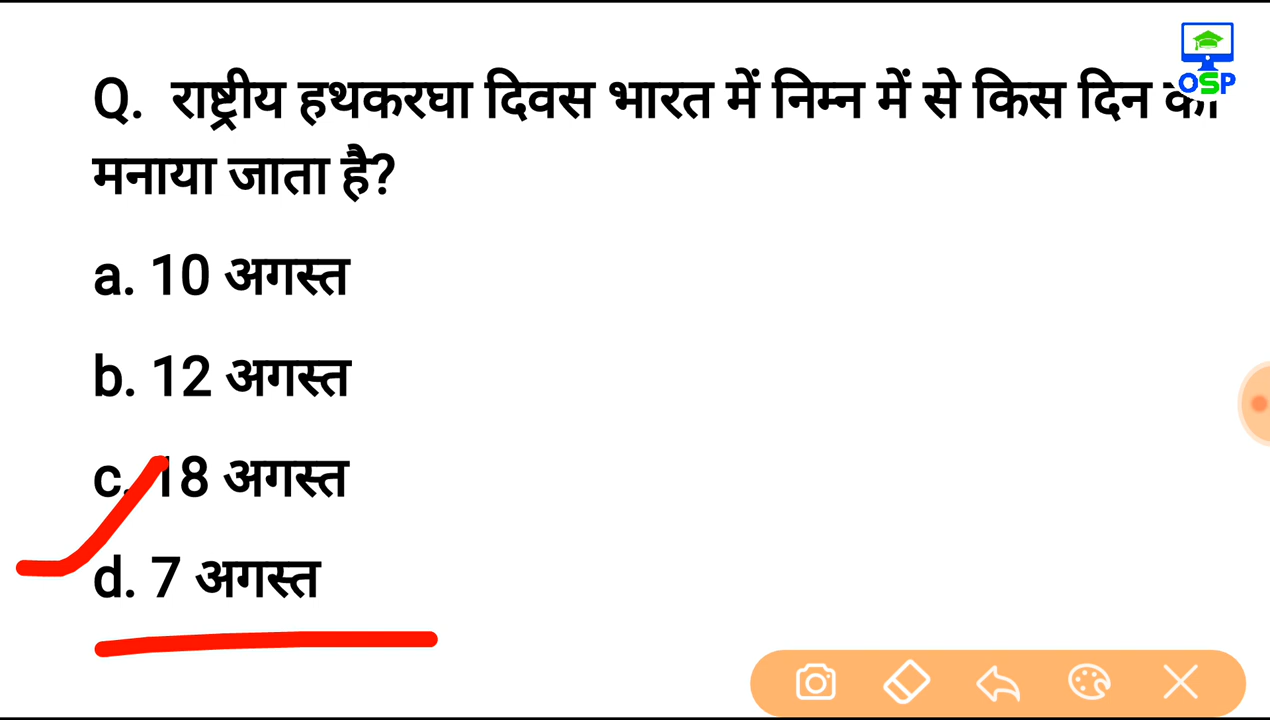 OSP
Q. राष्ट्रीय हथकरघा दिवस भारत में निम्न में से किस दिन को
मनाया जाता है?
a. 10 अगस्त
b. 12 अगस्त
c. 18 अगस्त
d. 7 अगस्त